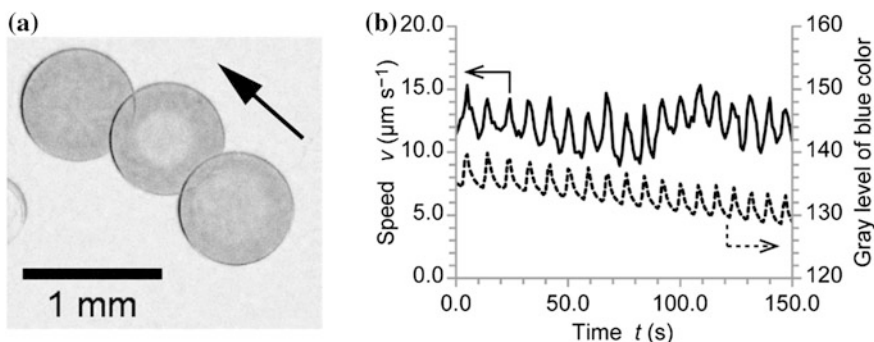 (a)
1 mm
(b)
20.0
15.0
10.0
5.0
0.0
Speed v (μm s⁻¹)
160
150
140
130
120
Gray level of blue color
0.0 50.0 100.0 150.0
Time t (s)